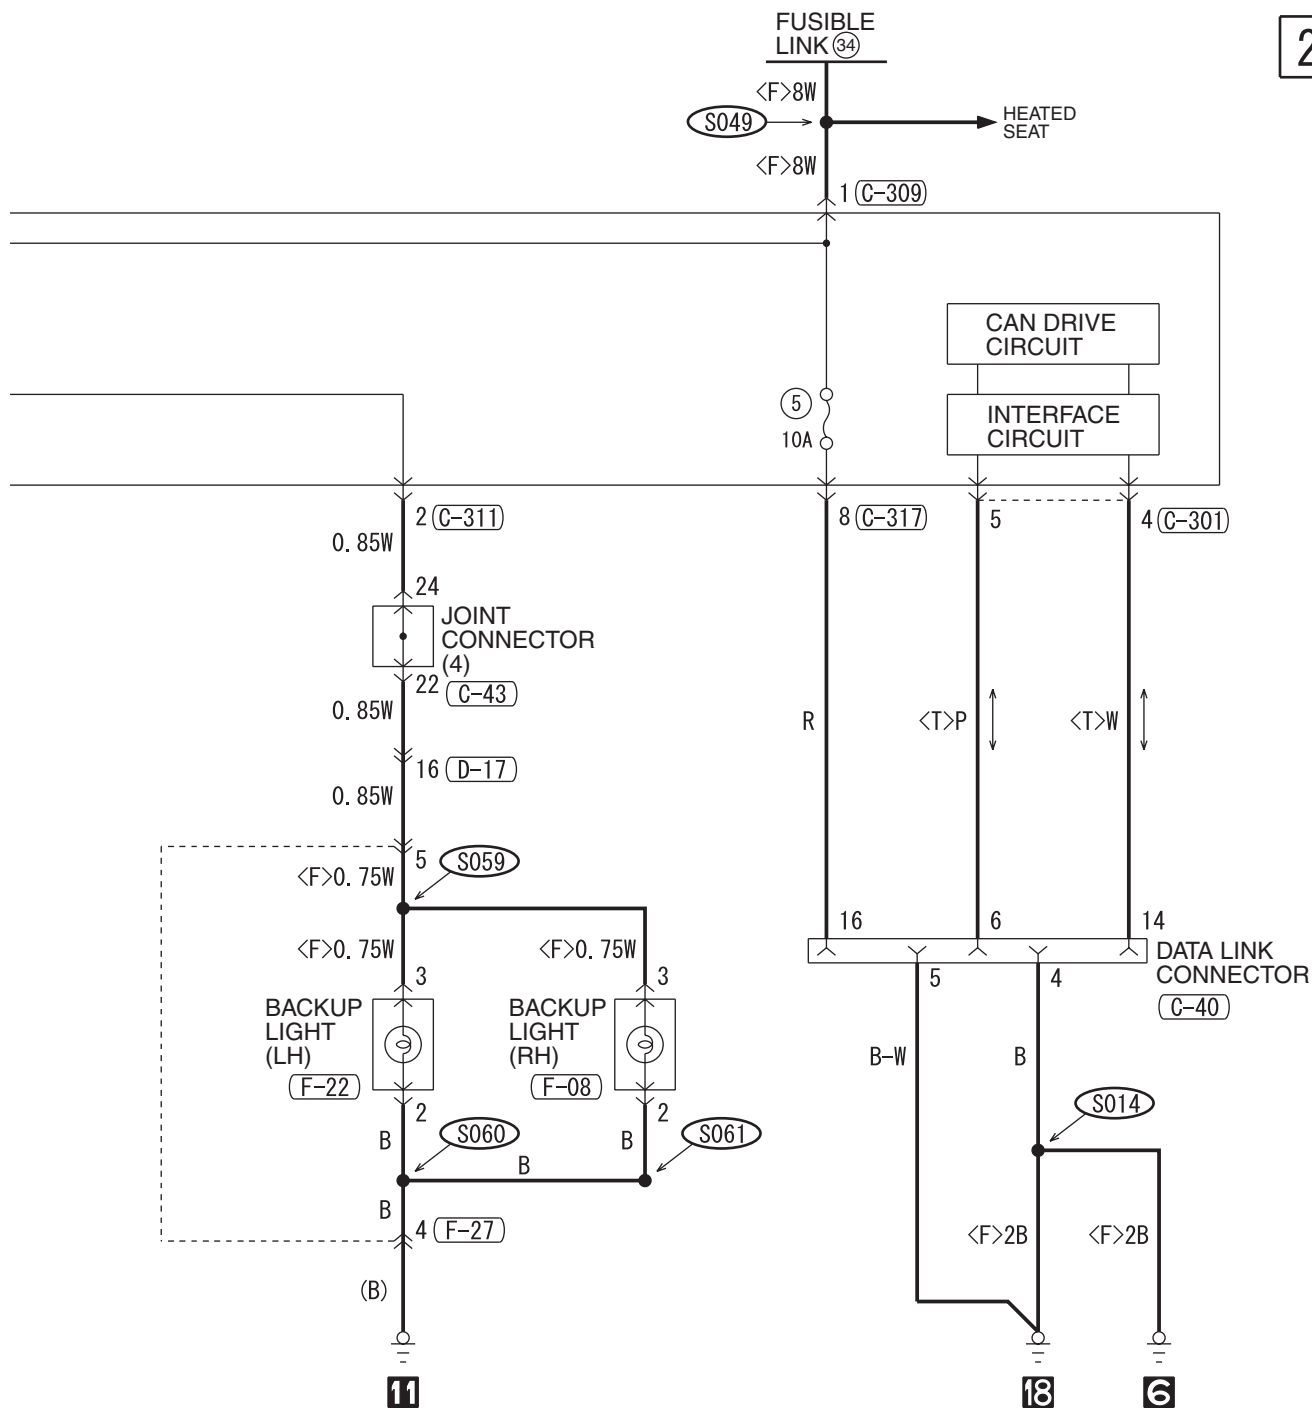 FUSIBLE
LINK 34
2
<F>8W
S049
HEATED
SEAT
<F>8W
1 C-309
CAN DRIVE
CIRCUIT
5
10A
INTERFACE
CIRCUIT
2 C-311
8 C-317
5
4 C-301
0.85W
24
JOINT
CONNECTOR
(4)
22 C-43
0.85W
R
<T>P
<T>W
16 D-17
0.85W
5
S059
<F>0.75W
<F>0.75W
<F>0.75W
16
6
14
DATA LINK
CONNECTOR
C-40
3
3
5
4
BACKUP
LIGHT
(LH)
F-22
BACKUP
LIGHT
(RH)
F-08
B-W
B
2
2
S014
B
S060
B
S061
B
B
4 F-27
<F>2B
<F>2B
(B)
11
18
6